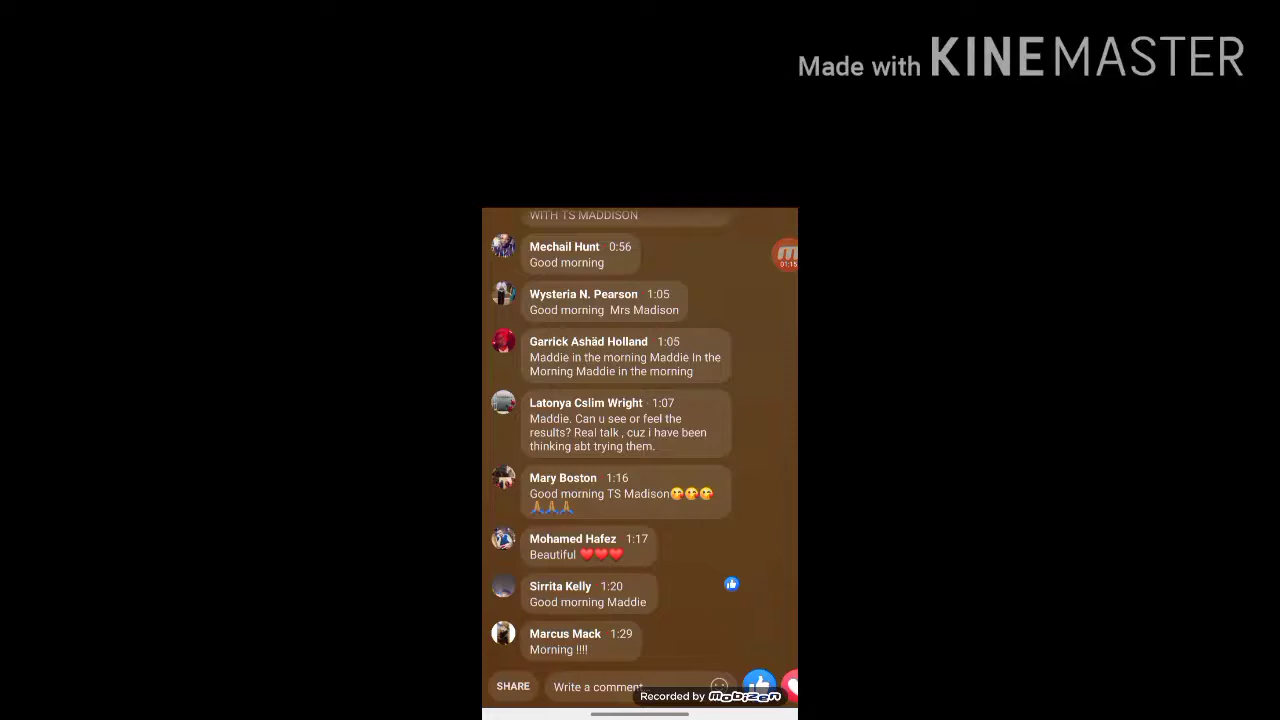 Made with KINEMASTER
WITH TS MADDISON
Mechail Hunt 0:56
Good morning
01:15
Wysteria N. Pearson 1:05
Good morning Mrs Madison
Garrick Ashäd Holland 1:05
Maddie in the morning Maddie In the
Morning Maddie in the morning
Latonya Cslim Wright · 1:07
Maddie. Can u see or feel the
results? Real talk , cuz i have been
thinking abt trying them.
Mary Boston 1:16
Good morning TS Madison😘😘😘
🙏🙏🙏
Mohamed Hafez 1:17
Beautiful ❤️❤️❤️
Sirrita Kelly 1:20
Good morning Maddie
Marcus Mack 1:29
Morning !!!!
SHARE Write a comment
Recorded by mobizen